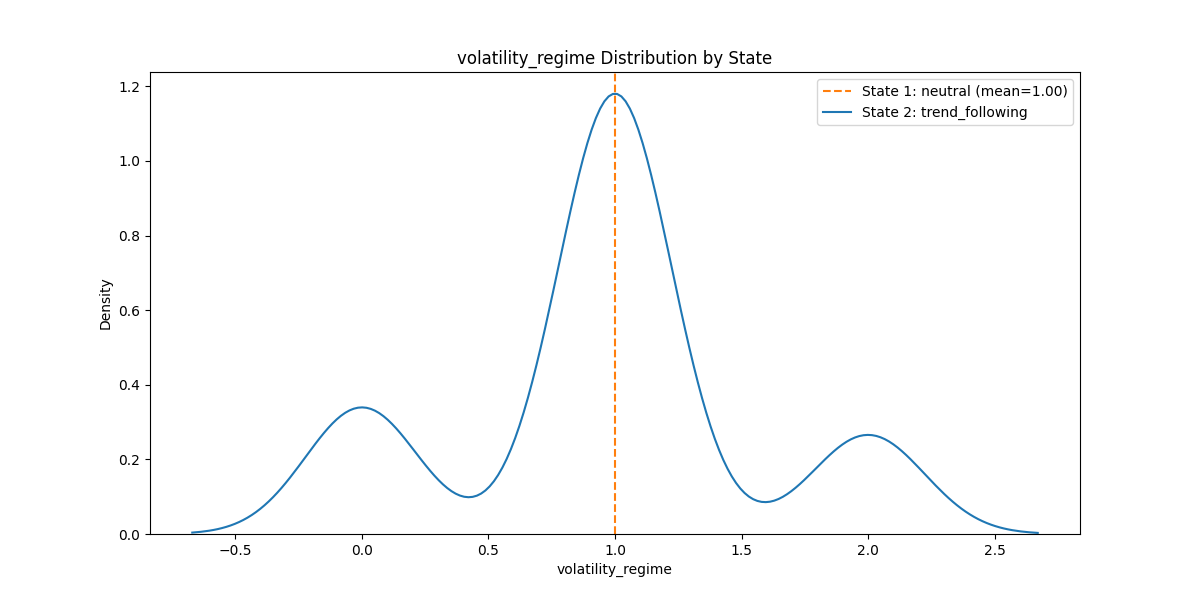 volatility_regime Distribution by State
State 1: neutral (mean=1.00)
State 2: trend_following
Density
1.2
1.0
0.8
0.6
0.4
0.2
0.0
−0.5 0.0 0.5 1.0 1.5 2.0 2.5
volatility_regime